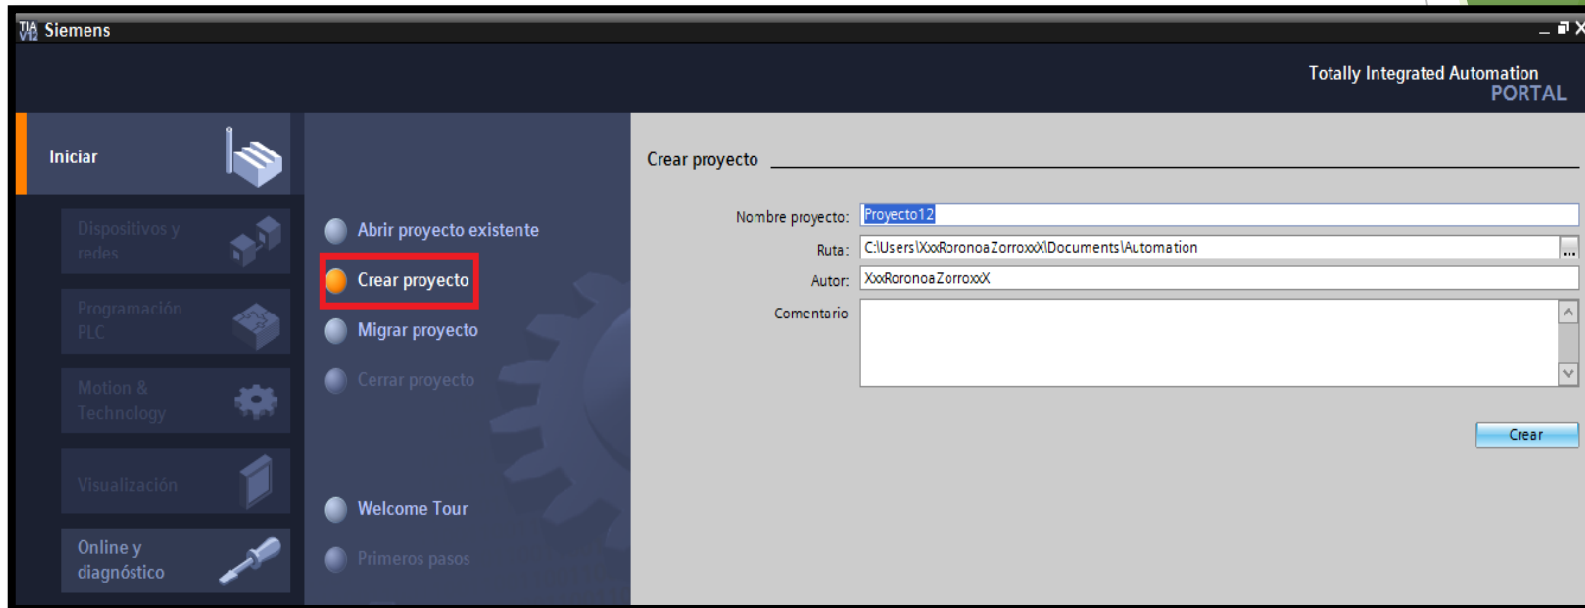 TIA
V12
Siemens
Totally Integrated Automation
PORTAL
Iniciar
Dispositivos y
redes
Programación
PLC
Motion &
Technology
Visualización
Online y
diagnóstico
Abrir proyecto existente
Crear proyecto
Migrar proyecto
Cerrar proyecto
Welcome Tour
Primeros pasos
Crear proyecto
Nombre proyecto: Proyecto12
Ruta: C:\Users\XxxRoronoaZorroxxX\Documents\Automation
...
Autor: XxxRoronoaZorroxxX
Comentario
Crear